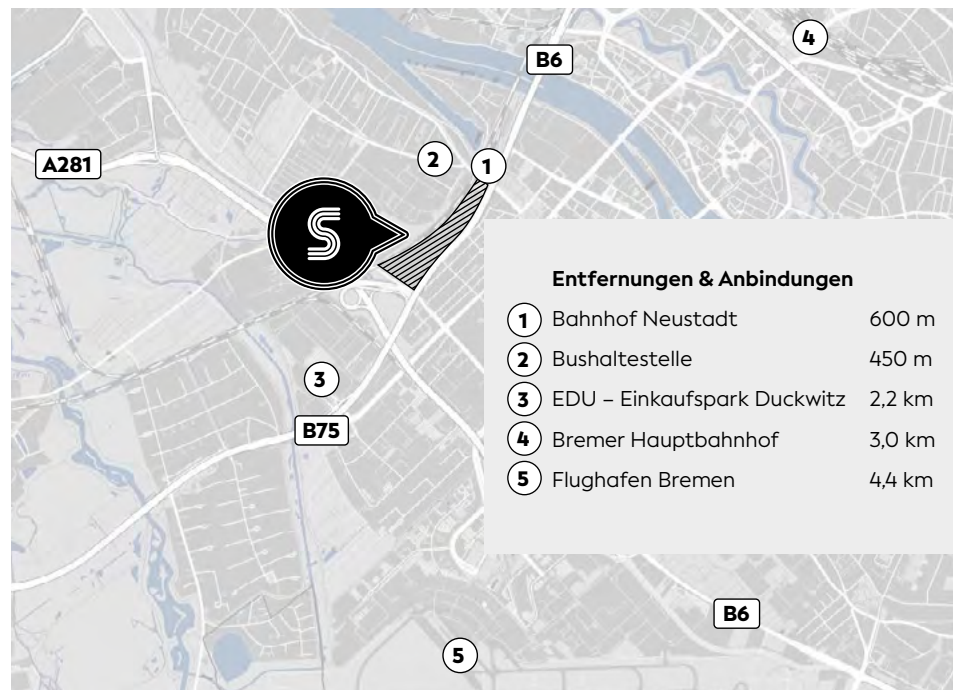 4
B6
A281
2
1
S
Entfernungen & Anbindungen
1 Bahnhof Neustadt 600 m
2 Bushaltestelle 450 m
3 EDU – Einkaufspark Duckwitz 2,2 km
4 Bremer Hauptbahnhof 3,0 km
5 Flughafen Bremen 4,4 km
3
B75
B6
5